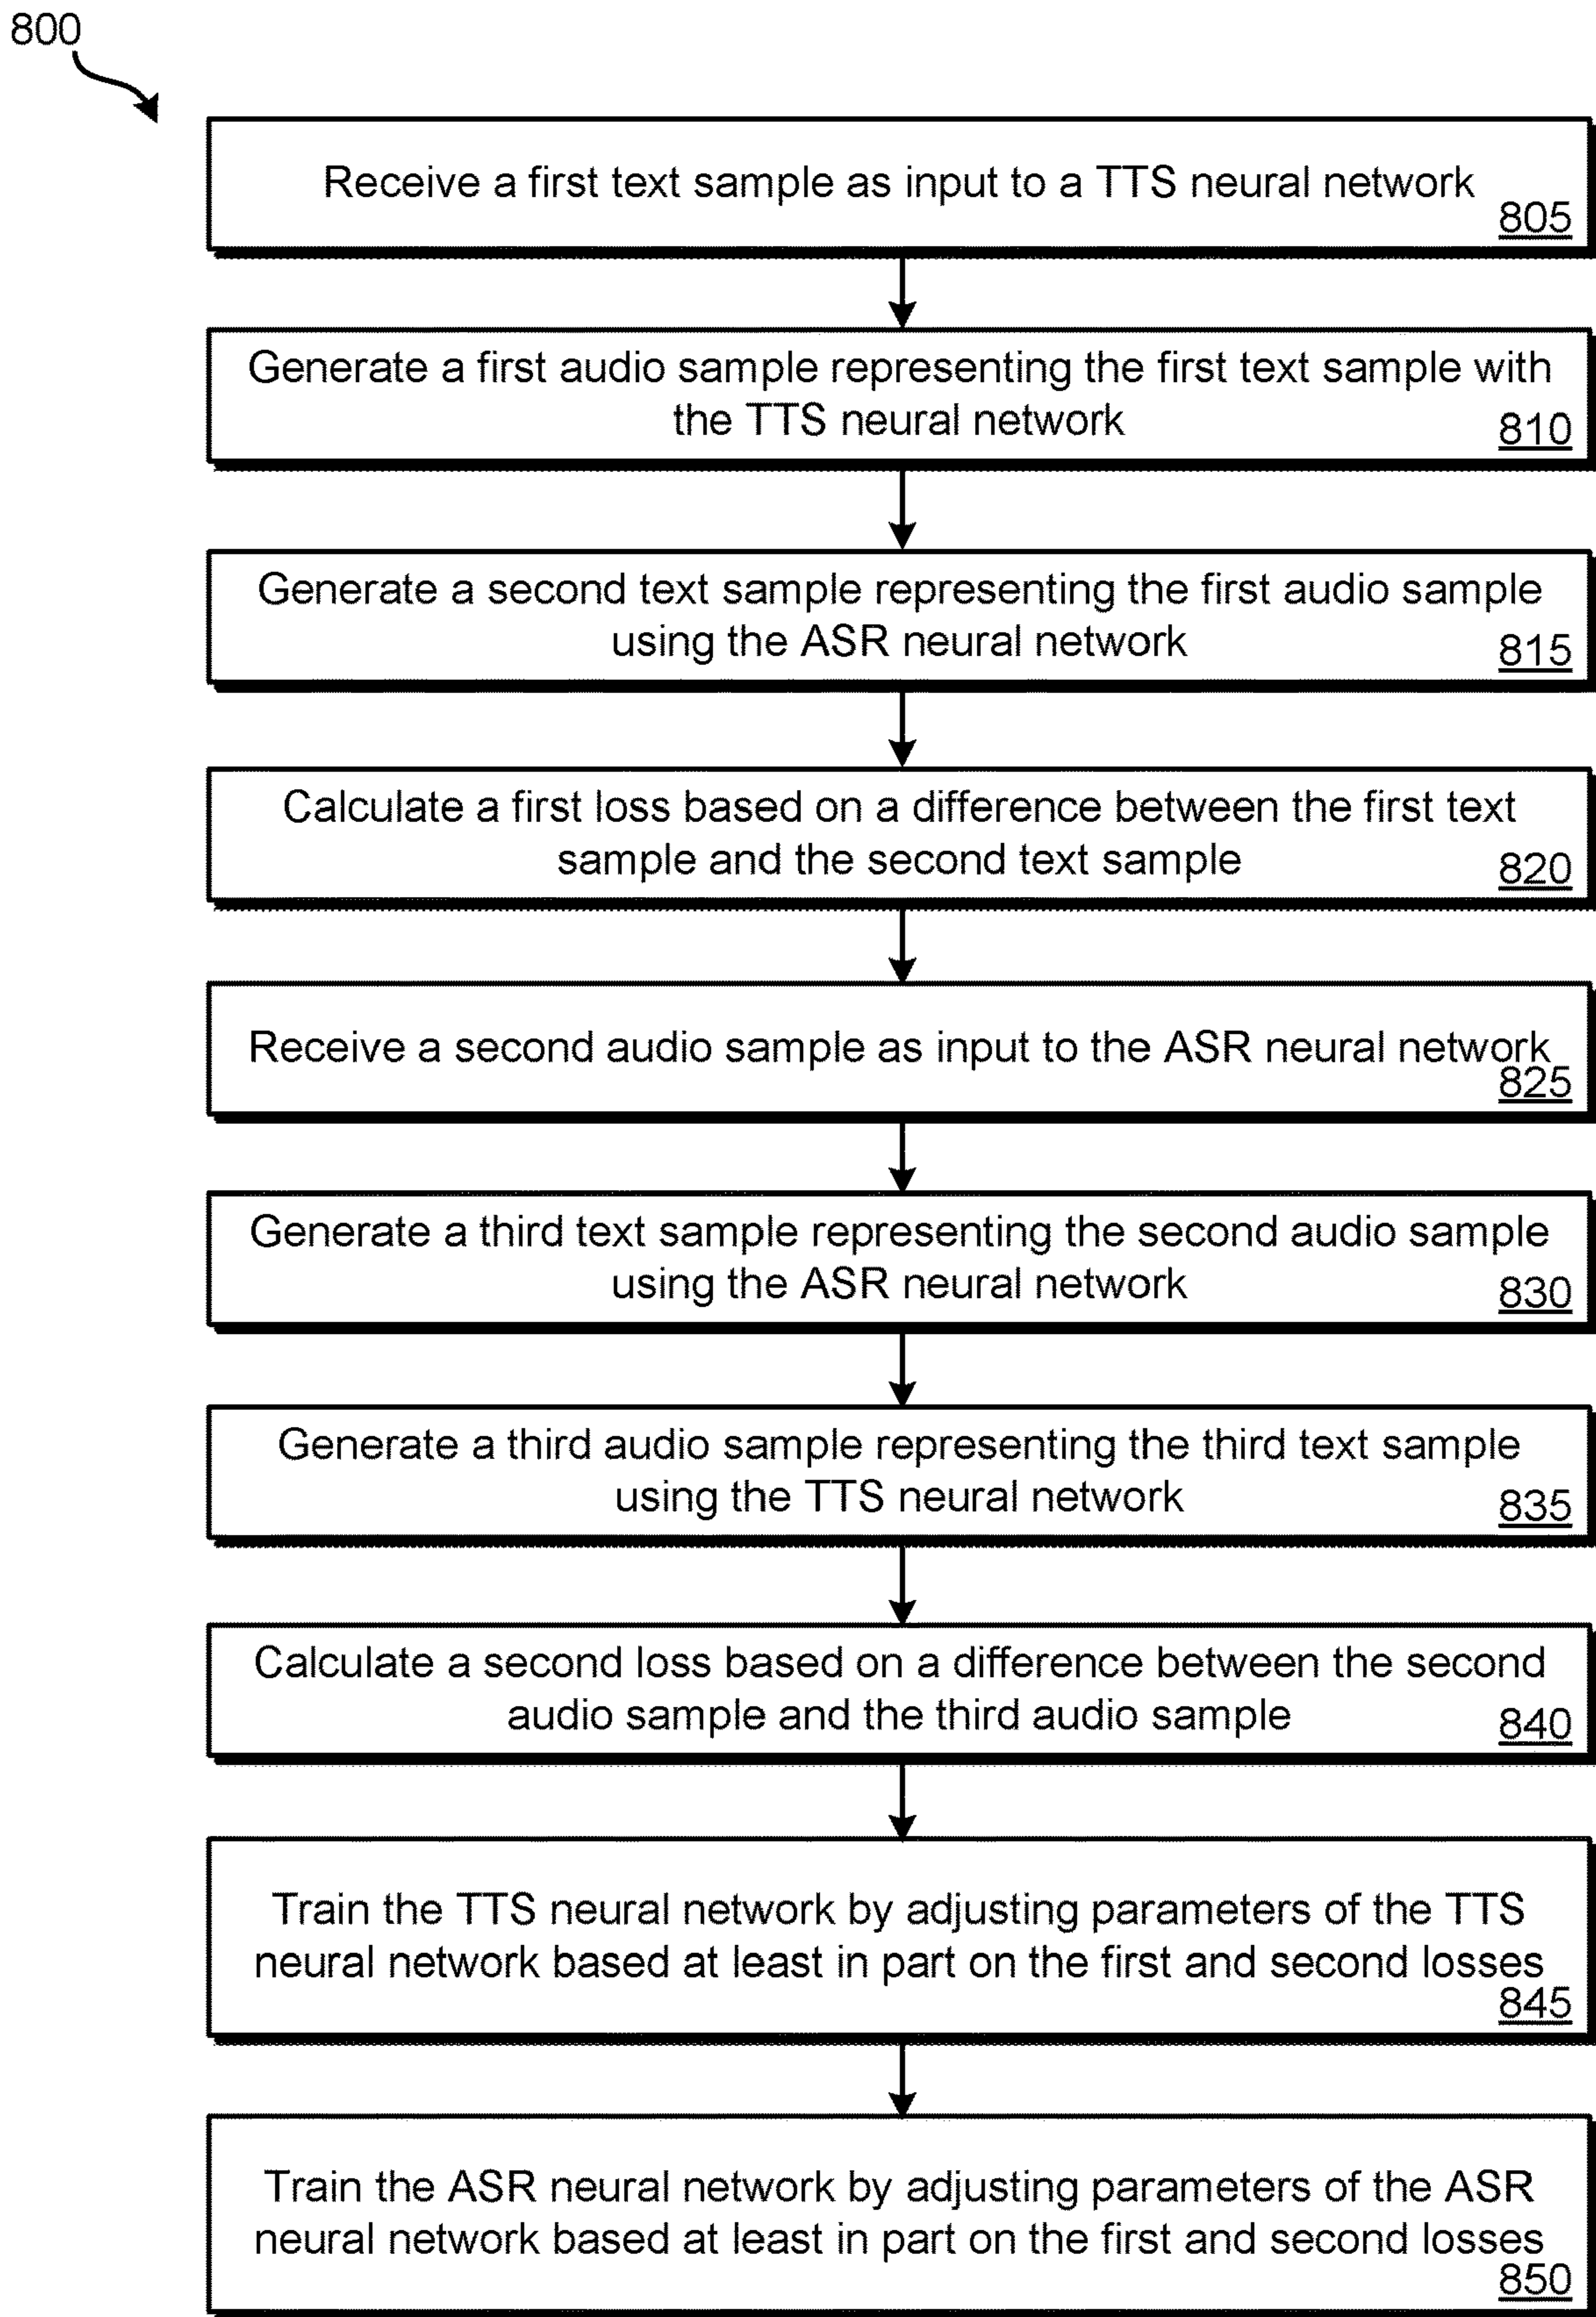 800
Receive a first text sample as input to a TTS neural network
805
Generate a first audio sample representing the first text sample with
the TTS neural network
810
Generate a second text sample representing the first audio sample
using the ASR neural network
815
Calculate a first loss based on a difference between the first text
sample and the second text sample
820
Receive a second audio sample as input to the ASR neural network
825
Generate a third text sample representing the second audio sample
using the ASR neural network
830
Generate a third audio sample representing the third text sample
using the TTS neural network
835
Calculate a second loss based on a difference between the second
audio sample and the third audio sample
840
Train the TTS neural network by adjusting parameters of the TTS
neural network based at least in part on the first and second losses
845
Train the ASR neural network by adjusting parameters of the ASR
neural network based at least in part on the first and second losses
850